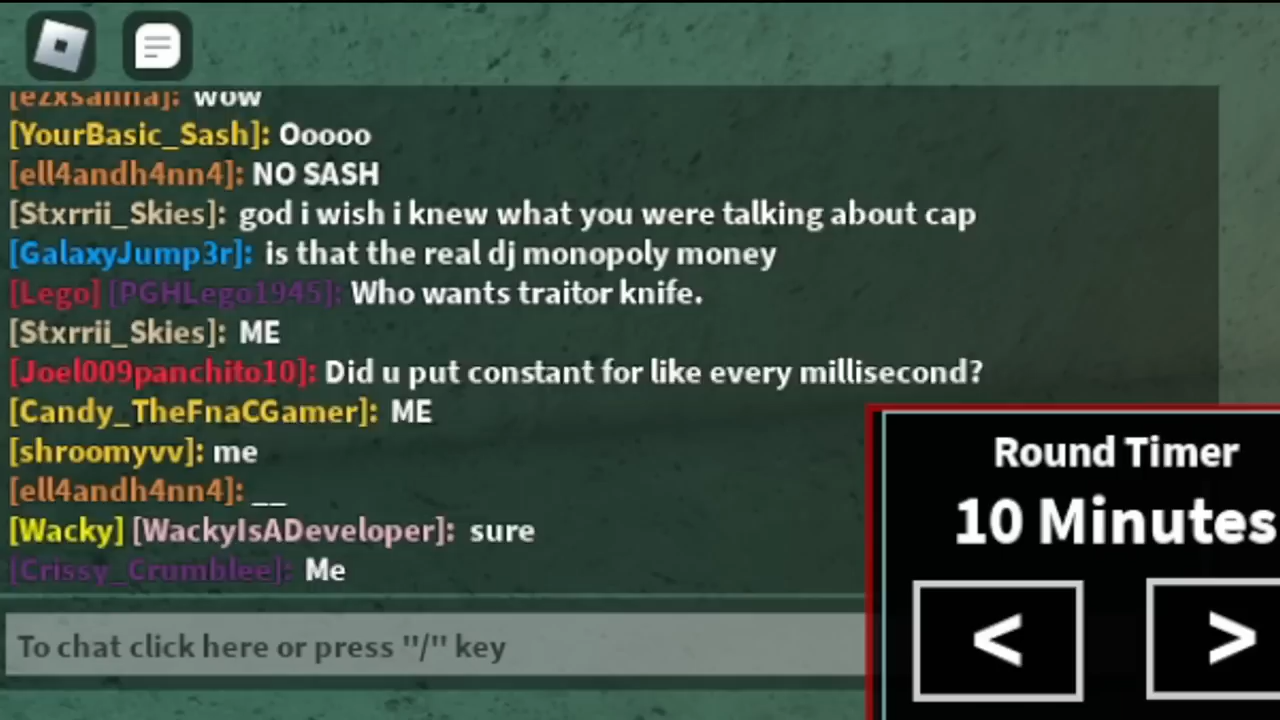 [ezxsanna]: wow
[YourBasic_Sash]: Ooooo
[ell4andh4nn4]: NO SASH
[Stxrrii_Skies]: god i wish i knew what you were talking about cap
[GalaxyJump3r]: is that the real dj monopoly money
[Lego] [PGHLego1945]: Who wants traitor knife.
[Stxrrii_Skies]: ME
[Joel009panchito10]: Did u put constant for like every millisecond?
[Candy_TheFnaCGamer]: ME
[shroomyvv]: me
[ell4andh4nn4]: __
[Wacky] [WackyIsADeveloper]: sure
[Crissy_Crumblee]: Me
To chat click here or press "/" key
Round Timer
10 Minutes
< >